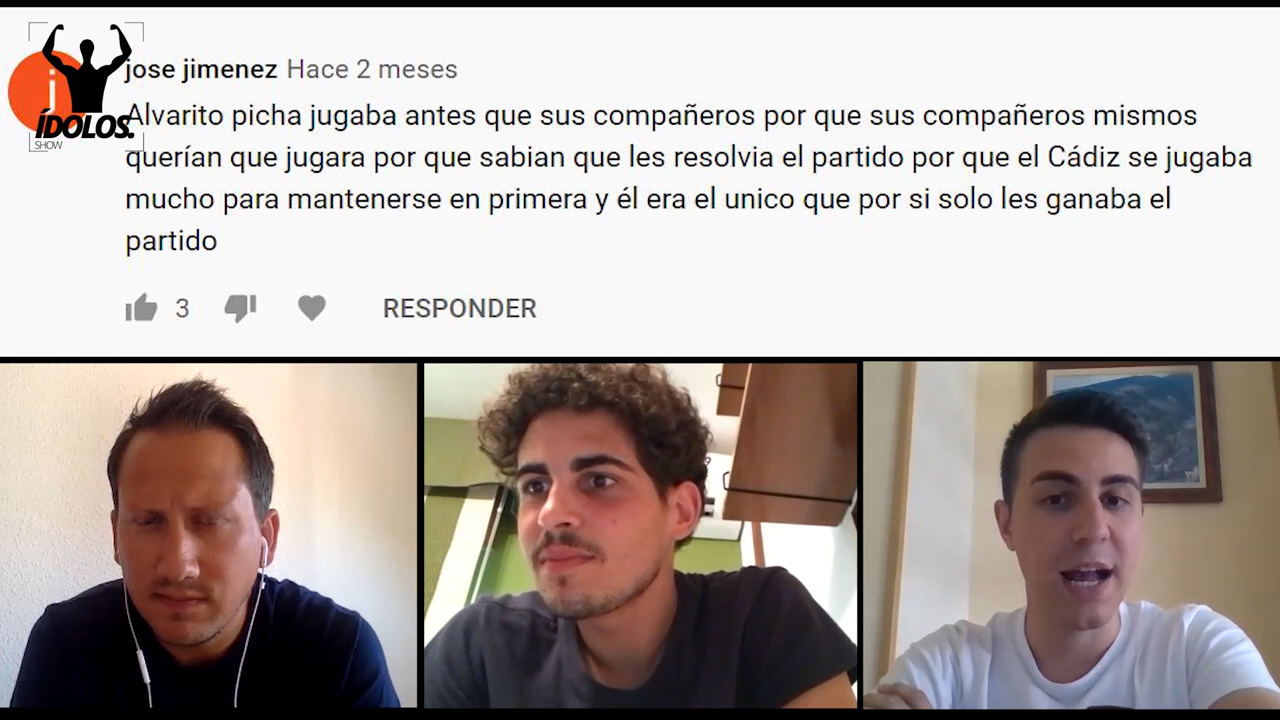 jose jimenez Hace 2 meses
Alvarito picha jugaba antes que sus compañeros por que sus compañeros mismos
querían que jugara por que sabian que les resolvia el partido por que el Cádiz se jugaba
mucho para mantenerse en primera y él era el unico que por si solo les ganaba el
partido
3 RESPONDER
j
ÍDOLOS.
SHOW